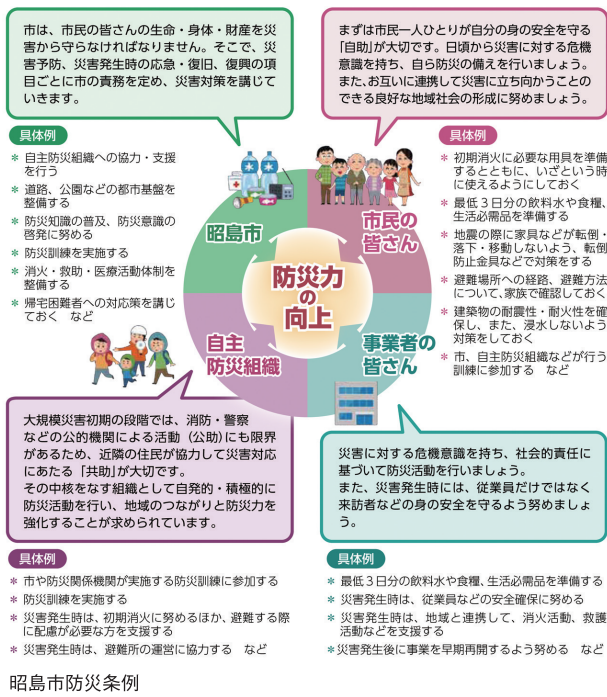 市は、市民の皆さんの生命・身体・財産を災
害から守らなければなりません。そこで、災
害予防、災害発生時の応急・復旧、復興の項
目ごとに市の責務を定め、災害対策を講じて
いきます。
まずは市民一人ひとりが自分の身の安全を守る
「自助」が大切です。日頃から災害に対する危機
意識を持ち、自ら防災の備えを行いましょう。
また、お互いに連携して災害に立ち向かうことの
できる良好な地域社会の形成に努めましょう。
具体例
＊ 自主防災組織への協力・支援
を行う
＊ 道路、公園などの都市基盤を
整備する
＊ 防災知識の普及、防災意識の
啓発に努める
＊ 防災訓練を実施する
＊ 消火・救助・医療活動体制を
整備する
＊ 帰宅困難者への対応策を講じ
ておく など
昭島市
市民の
皆さん
防災力
の
向上
自主
防災組織
事業者の
皆さん
具体例
＊ 初期消火に必要な用具を準備
するとともに、いざという時
に使えるようにしておく
＊ 最低３日分の飲料水や食糧、
生活必需品を準備する
＊ 地震の際に家具などが転倒・
落下・移動しないよう、転倒
防止金具などで対策をする
＊ 避難場所への経路、避難方法
について、家族で確認しておく
＊ 建築物の耐震性・耐火性を確
保し、また、浸水しないよう
対策をしておく
＊ 市、自主防災組織などが行う
訓練に参加する など
大規模災害初期の段階では、消防・警察
などの公的機関による活動（公助）にも限界
があるため、近隣の住民が協力して災害対応
にあたる「共助」が大切です。
その中核をなす組織として自発的・積極的に
防災活動を行い、地域のつながりと防災力を
強化することが求められています。
災害に対する危機意識を持ち、社会的責任に
基づいて防災活動を行いましょう。
また、災害発生時には、従業員だけではなく
来訪者などの身の安全を守るよう努めましょ
う。
具体例
＊ 市や防災関係機関が実施する防災訓練に参加する
＊ 防災訓練を実施する
＊ 災害発生時は、初期消火に努めるほか、避難する際
に配慮が必要な方を支援する
＊ 災害発生時は、避難所の運営に協力する など
具体例
＊ 最低３日分の飲料水や食糧、生活必需品を準備する
＊ 災害発生時は、従業員などの安全確保に努める
＊ 災害発生時は、地域と連携して、消火活動、救護
活動などを支援する
＊災害発生後に事業を早期再開するよう努める など
昭島市防災条例